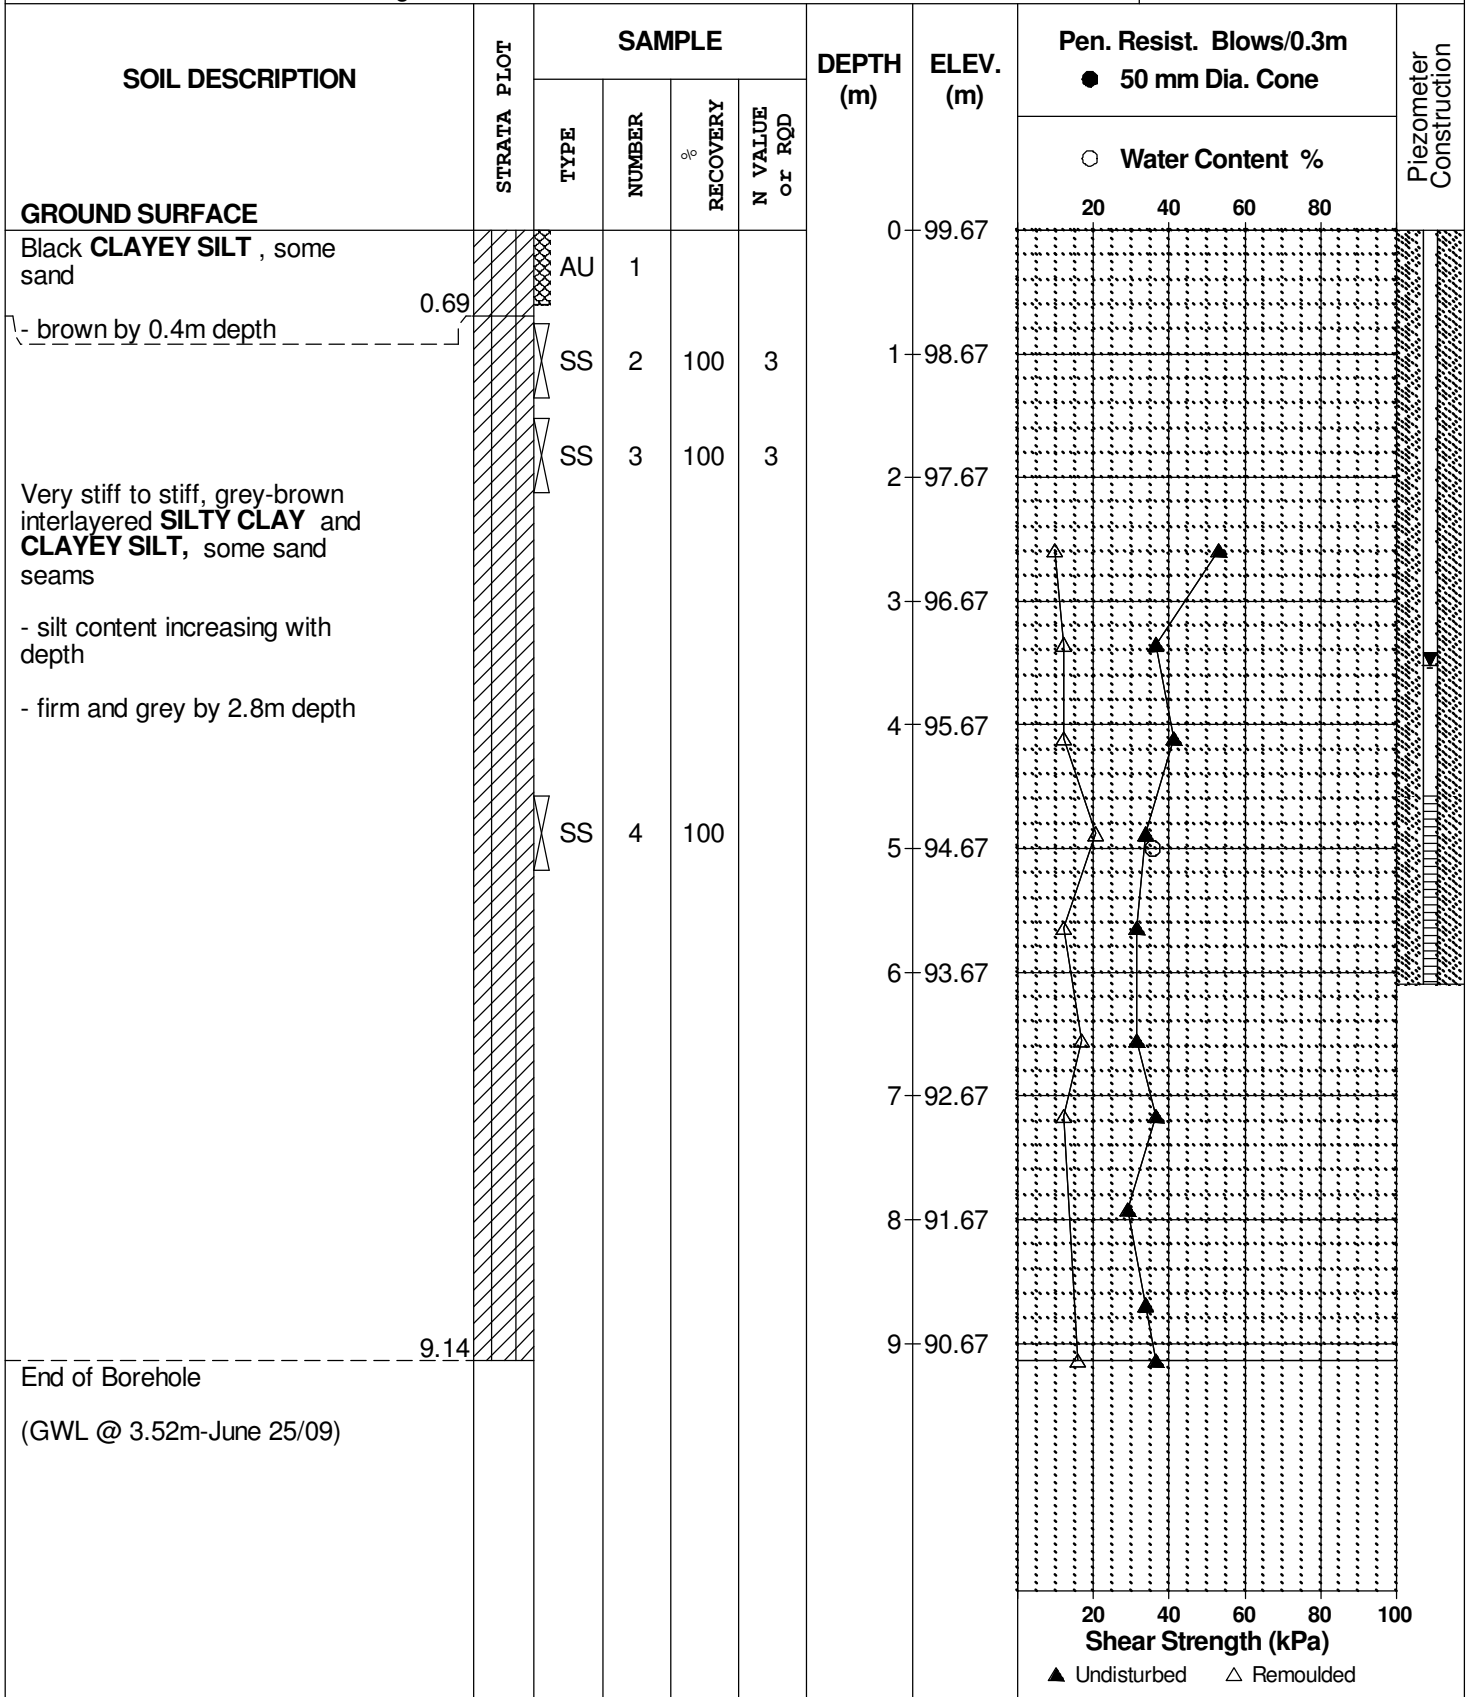 SOIL DESCRIPTION
STRATA PLOT
SAMPLE
TYPE
NUMBER
%
RECOVERY
N VALUE
or RQD
DEPTH
(m)
ELEV.
(m)
Pen. Resist. Blows/0.3m
● 50 mm Dia. Cone
○ Water Content %
20 40 60 80
Piezometer
Construction
GROUND SURFACE
0 99.67
Black CLAYEY SILT , some
sand
AU 1
0.69
- brown by 0.4m depth
SS 2 100 3
1 98.67
SS 3 100 3
2 97.67
Very stiff to stiff, grey-brown
interlayered SILTY CLAY and
CLAYEY SILT, some sand
seams
3 96.67
- silt content increasing with
depth
- firm and grey by 2.8m depth
4 95.67
SS 4 100
5 94.67
6 93.67
7 92.67
8 91.67
9 90.67
9.14
End of Borehole
(GWL @ 3.52m-June 25/09)
20 40 60 80 100
Shear Strength (kPa)
▲ Undisturbed △ Remoulded